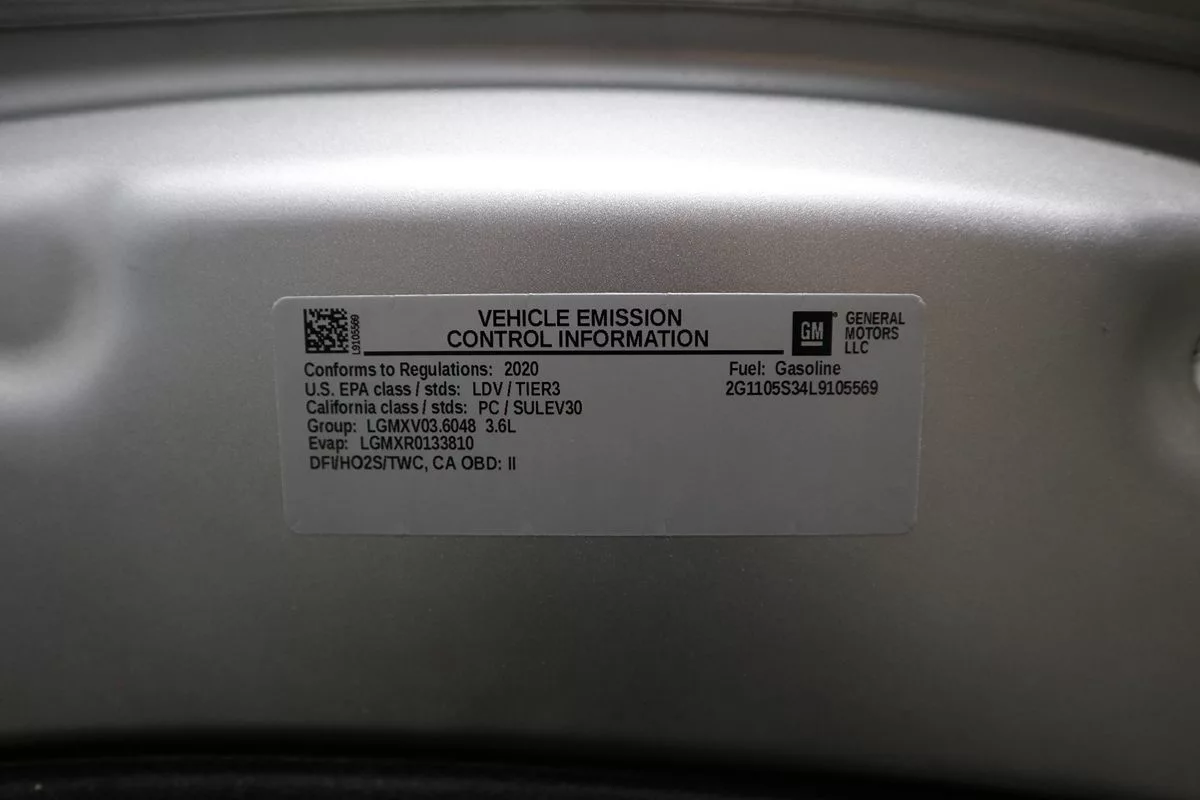 L9105569
VEHICLE EMISSION
CONTROL INFORMATION
GM
GENERAL
MOTORS
LLC
Conforms to Regulations: 2020
U.S. EPA class / stds: LDV / TIER3
California class / stds: PC / SULEV30
Group: LGMXV03.6048 3.6L
Evap: LGMXR0133810
DFI/HO2S/TWC, CA OBD: II
Fuel: Gasoline
2G1105S34L9105569